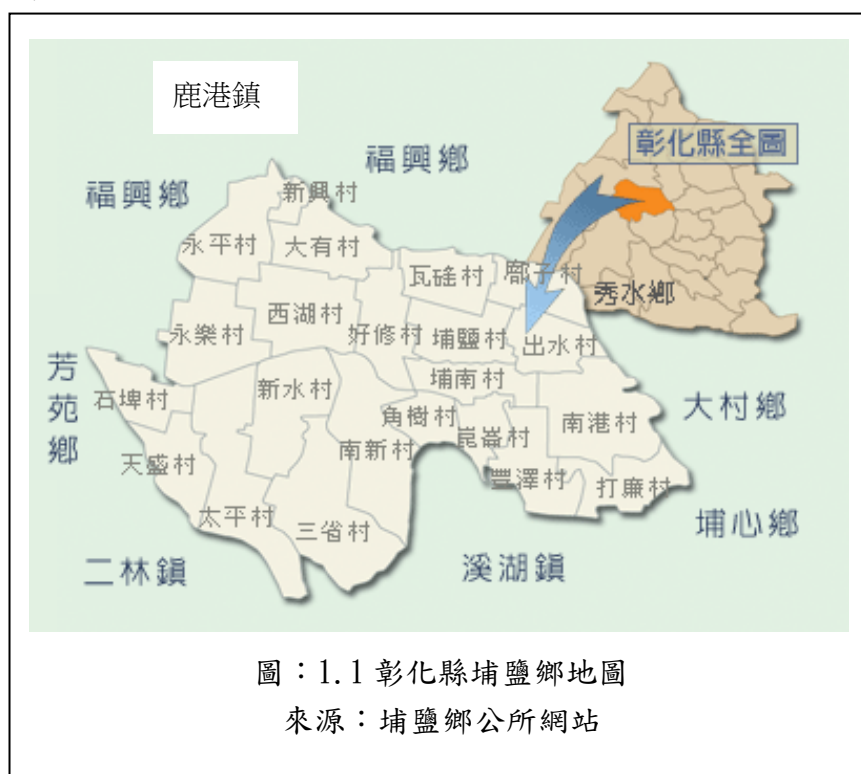 鹿港鎮
彰化縣全圖
福興鄉
福興鄉
新興村
永平村
大有村
瓦磘村
廍子村
秀水鄉
西湖村
永樂村
好修村
埔鹽村
出水村
芳苑鄉
石埤村
新水村
埔南村
大村鄉
角樹村
南新村
崑崙村
南港村
天盛村
豐澤村
打廉村
太平村
三省村
埔心鄉
二林鎮
溪湖鎮
圖：1.1彰化縣埔鹽鄉地圖
來源：埔鹽鄉公所網站